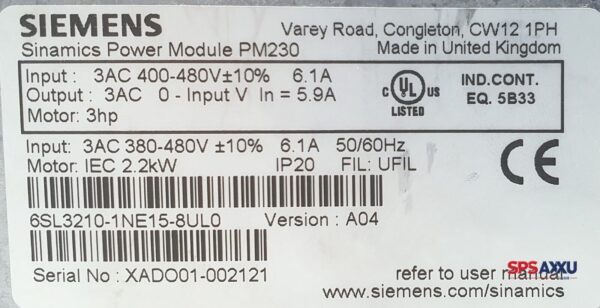 SIEMENS
Varey Road, Congleton, CW12 1PH
Sinamics Power Module PM230
Made in United Kingdom
Input : 3AC 400-480V±10% 6.1A
Output : 3AC 0 - Input V In = 5.9A
Motor: 3hp
C UL US
LISTED
IND.CONT.
EQ. 5B33
Input: 3AC 380-480V ±10% 6.1A 50/60Hz
Motor: IEC 2.2kW IP20 FIL: UFIL
CE
6SL3210-1NE15-8UL0 Version : A04
Serial No : XADO01-002121
refer to user manual
SPS AXXU
www.siemens.com/sinamics